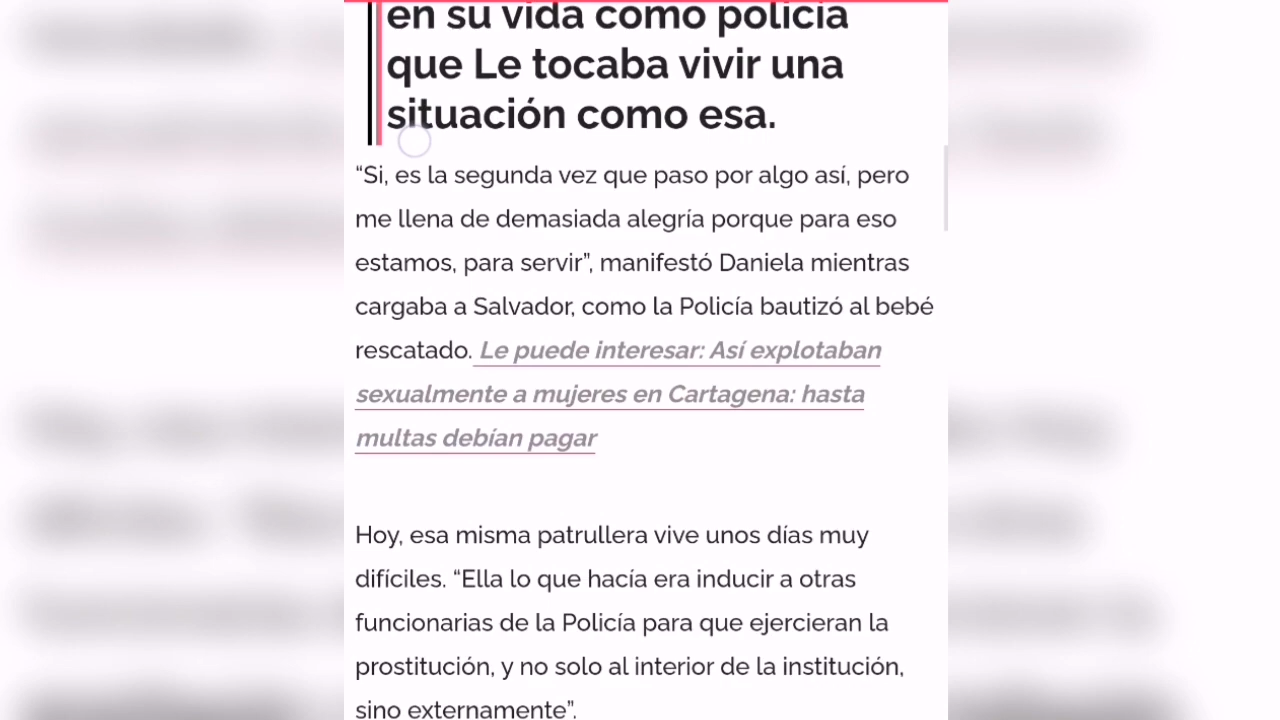 en su vida como policía
que Le tocaba vivir una
situación como esa.
“Si, es la segunda vez que paso por algo así, pero
me llena de demasiada alegría porque para eso
estamos, para servir”, manifestó Daniela mientras
cargaba a Salvador, como la Policía bautizó al bebé
rescatado. Le puede interesar: Así explotaban
sexualmente a mujeres en Cartagena: hasta
multas debían pagar
Hoy, esa misma patrullera vive unos días muy
difíciles. “Ella lo que hacía era inducir a otras
funcionarias de la Policía para que ejercieran la
prostitución, y no solo al interior de la institución,
sino externamente”.